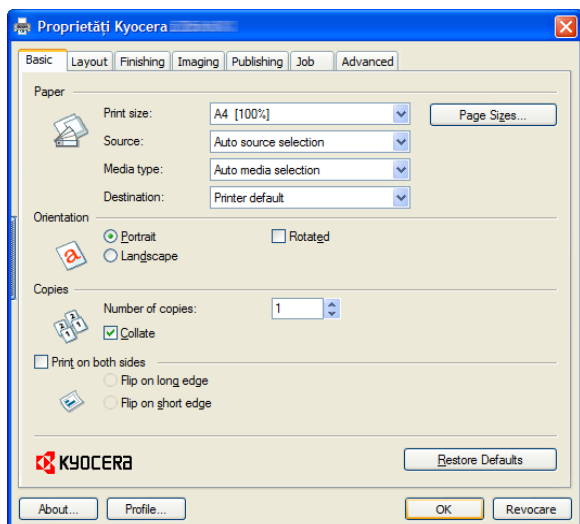 Proprietăți Kyocera
Basic Layout Finishing Imaging Publishing Job Advanced
Paper
Print size: A4 [100%] Page Sizes...
Source: Auto source selection
Media type: Auto media selection
Destination: Printer default
Orientation
Portrait Rotated
Landscape
Copies
Number of copies: 1
Collate
Print on both sides
Flip on long edge
Flip on short edge
KYOCERA Restore Defaults
About... Profile... OK Revocare